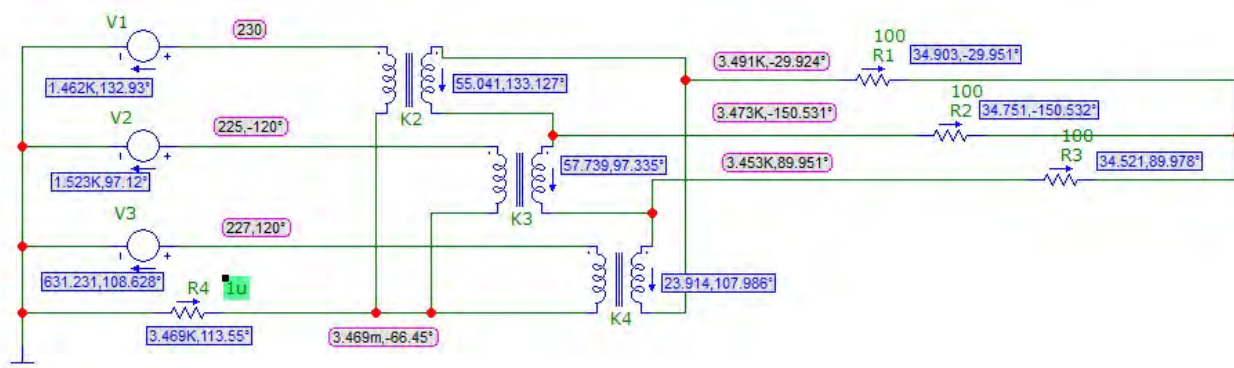 V1
230
1.462K,132.93°
K2
55.041,133.127°
3.491K,-29.924°
100
R1
34.903,-29.951°
V2
225,-120°
1.523K,97.12°
K3
57.739,97.335°
3.473K,-150.531°
100
R2
34.751,-150.532°
3.453K,89.951°
100
R3
34.521,89.978°
V3
227,120°
631.231,108.628°
K4
23.914,107.986°
R4
1u
3.469K,113.55°
3.469m,-66.45°